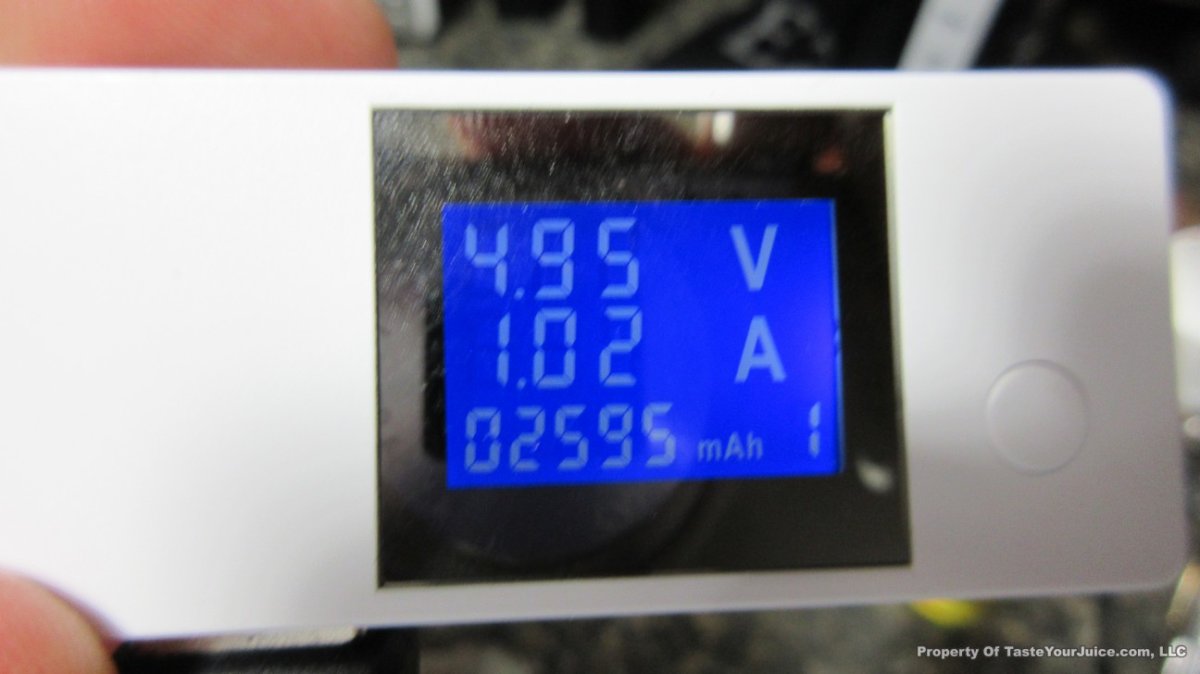 4.95 V
1.02 A
02595 mAh 1
Property Of TasteYourJuice.com, LLC